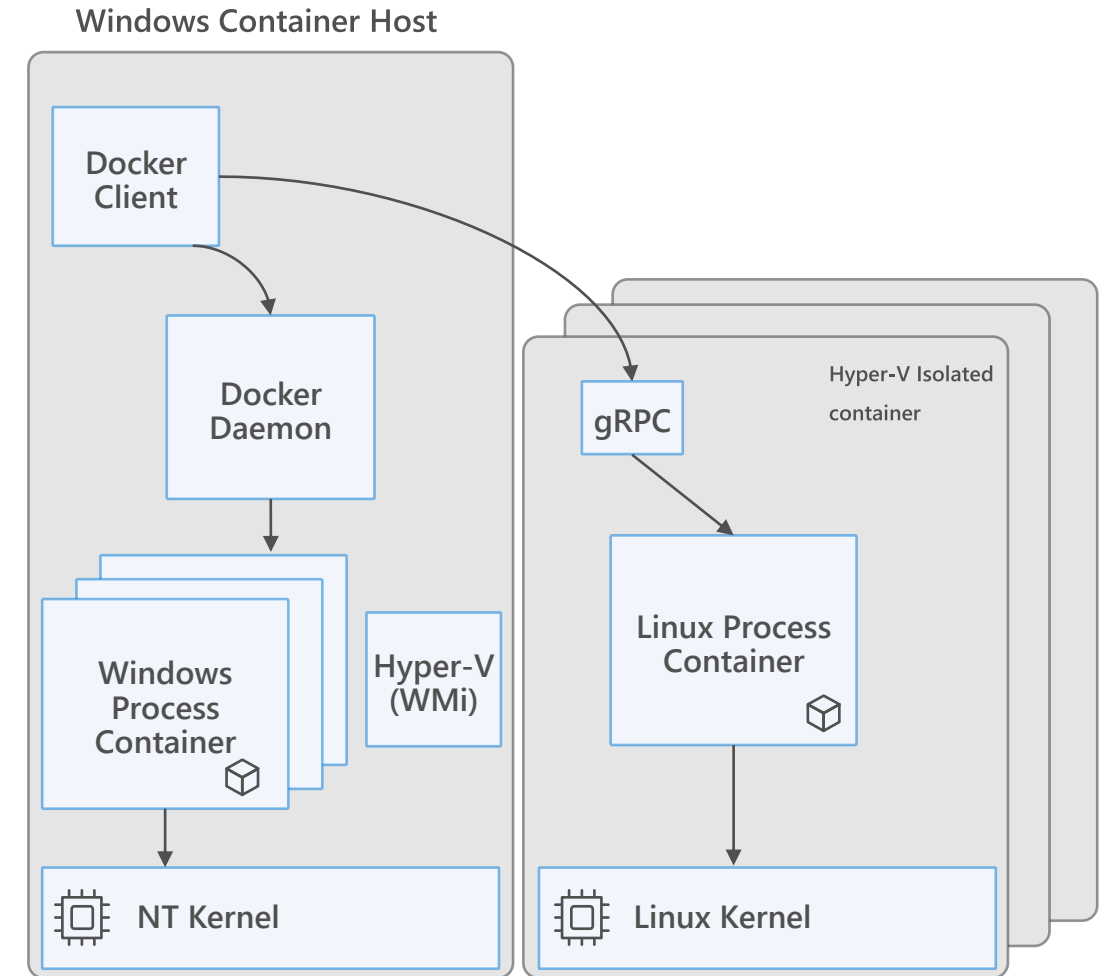 Windows Container Host
Docker
Client
Docker
Daemon
Windows
Process
Container
Hyper-V
(WMi)
NT Kernel
Hyper-V Isolated
container
gRPC
Linux Process
Container
Linux Kernel